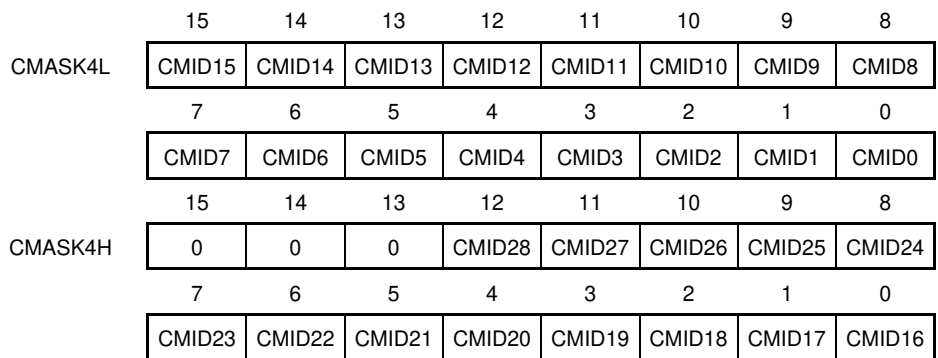 15 14 13 12 11 10 9 8
CMASK4L CMID15 CMID14 CMID13 CMID12 CMID11 CMID10 CMID9 CMID8
7 6 5 4 3 2 1 0
CMID7 CMID6 CMID5 CMID4 CMID3 CMID2 CMID1 CMID0
15 14 13 12 11 10 9 8
CMASK4H 0 0 0 CMID28 CMID27 CMID26 CMID25 CMID24
7 6 5 4 3 2 1 0
CMID23 CMID22 CMID21 CMID20 CMID19 CMID18 CMID17 CMID16